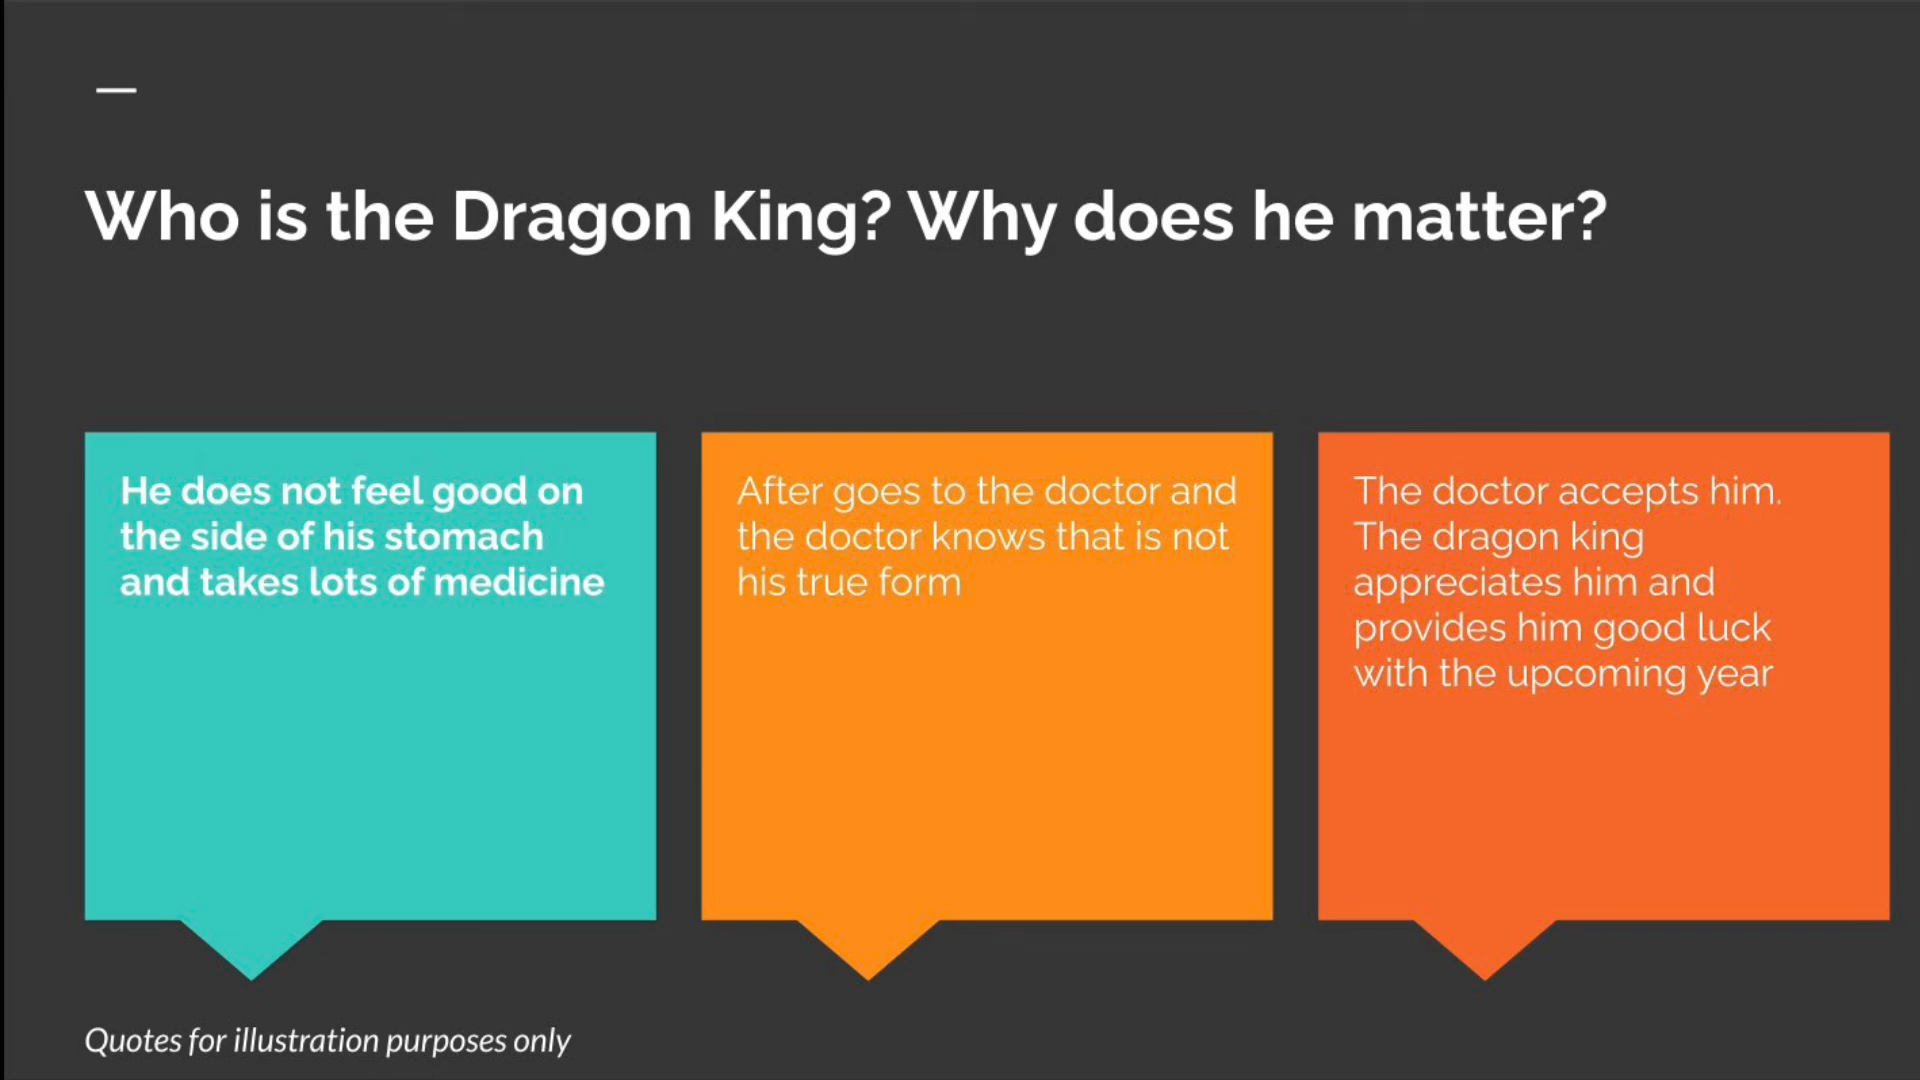 Who is the Dragon King? Why does he matter?
He does not feel good on
the side of his stomach
and takes lots of medicine
After goes to the doctor and
the doctor knows that is not
his true form
The doctor accepts him.
The dragon king
appreciates him and
provides him good luck
with the upcoming year
Quotes for illustration purposes only